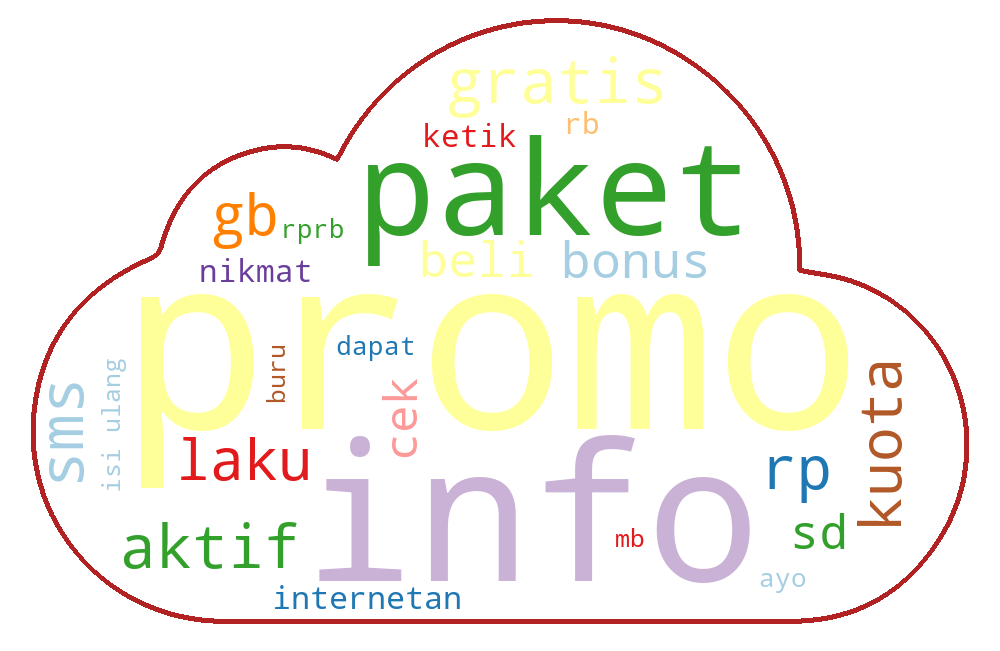 gratis
ketik
rb
paket
gb
rprb
beli
bonus
nikmat
promo
dapat
buru
isi ulang
sms
cek
kuota
laku
info
rp
aktif
sd
mb
ayo
internetan